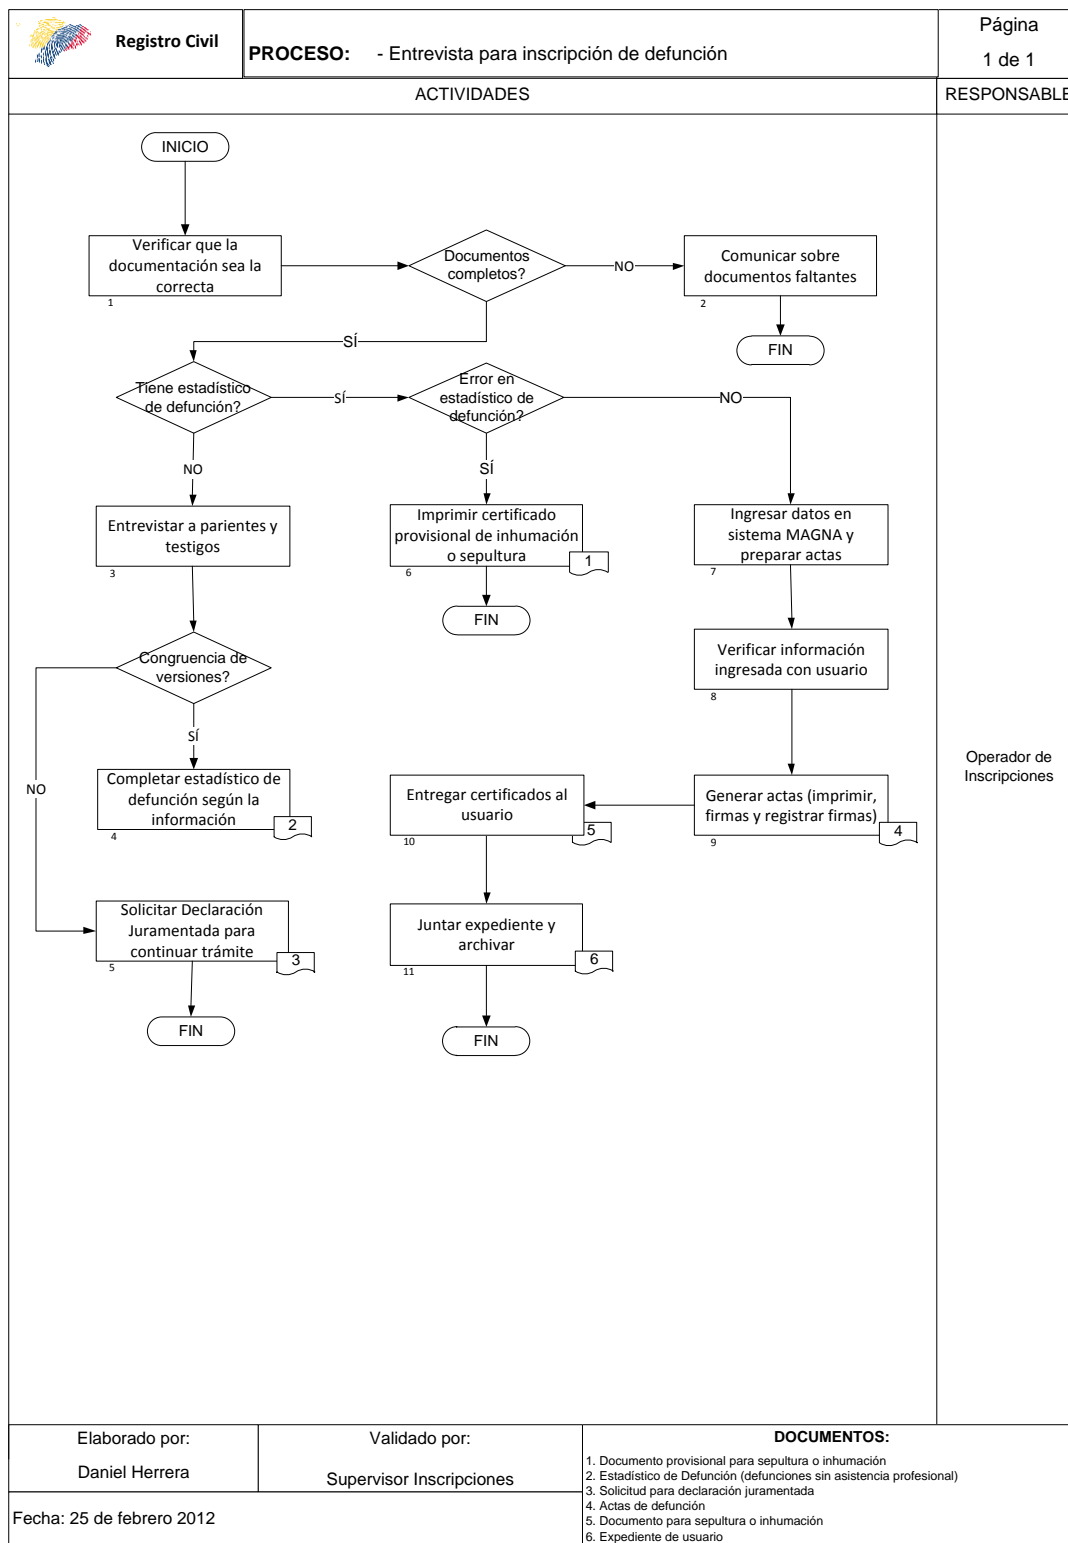 Registro Civil
PROCESO: - Entrevista para inscripción de defunción
Página
1 de 1
ACTIVIDADES
RESPONSABLE
INICIO
Verificar que la
documentación sea la
correcta
1
Documentos
completos?
NO
Comunicar sobre
documentos faltantes
2
FIN
SÍ
Tiene estadístico
de defunción?
SÍ
Error en
estadístico de
defunción?
NO
NO
SÍ
Entrevistar a parientes y
testigos
3
Imprimir certificado
provisional de inhumación
o sepultura
6
1
Ingresar datos en
sistema MAGNA y
preparar actas
7
FIN
Congruencia de
versiones?
Verificar información
ingresada con usuario
8
SÍ
NO
Operador de
Inscripciones
Completar estadístico de
defunción según la
información
4
2
Entregar certificados al
usuario
10
5
Generar actas (imprimir,
firmas y registrar firmas)
9
4
Solicitar Declaración
Juramentada para
continuar trámite
5
3
Juntar expediente y
archivar
11
6
FIN
FIN
Elaborado por:
Daniel Herrera
Validado por:
Supervisor Inscripciones
Fecha: 25 de febrero 2012
DOCUMENTOS:
1. Documento provisional para sepultura o inhumación
2. Estadístico de Defunción (defunciones sin asistencia profesional)
3. Solicitud para declaración juramentada
4. Actas de defunción
5. Documento para sepultura o inhumación
6. Expediente de usuario